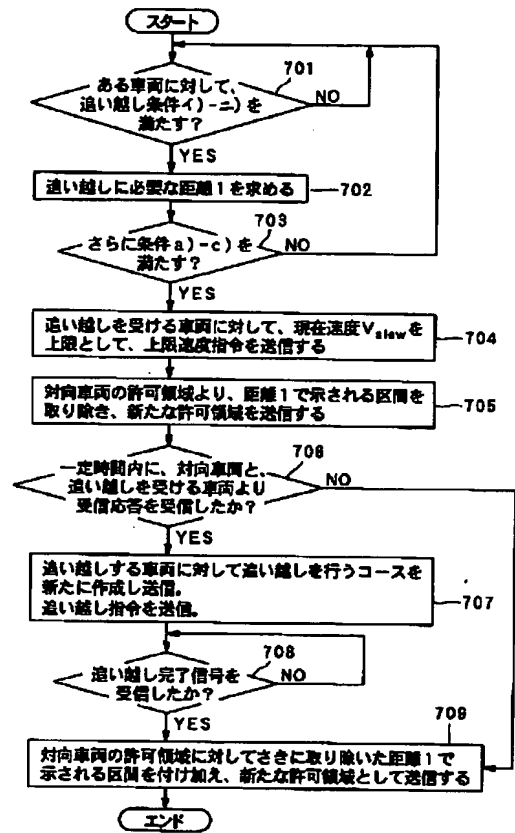 スタート
701
ある車両に対して、
追い越し条件イ)-ニ)を
満たす?
NO
YES
追い越しに必要な距離lを求める
702
703
さらに条件a)-c)を
満たす?
NO
YES
追い越しを受ける車両に対して、現在速度Vslowを
上限として、上限速度指令を送信する
704
対向車両の許可領域より、距離lで示される区間を
取り除き、新たな許可領域を送信する
705
706
一定時間内に、対向車両と、
追い越しを受ける車両より
受信応答を受信したか?
NO
YES
追い越しする車両に対して追い越しを行うコースを
新たに作成し送信。
追い越し指令を送信。
707
708
追い越し完了信号を
受信したか?
NO
YES
709
対向車両の許可領域に対してさきに取り除いた距離lで
示される区間を付け加え、新たな許可領域として送信する
エンド